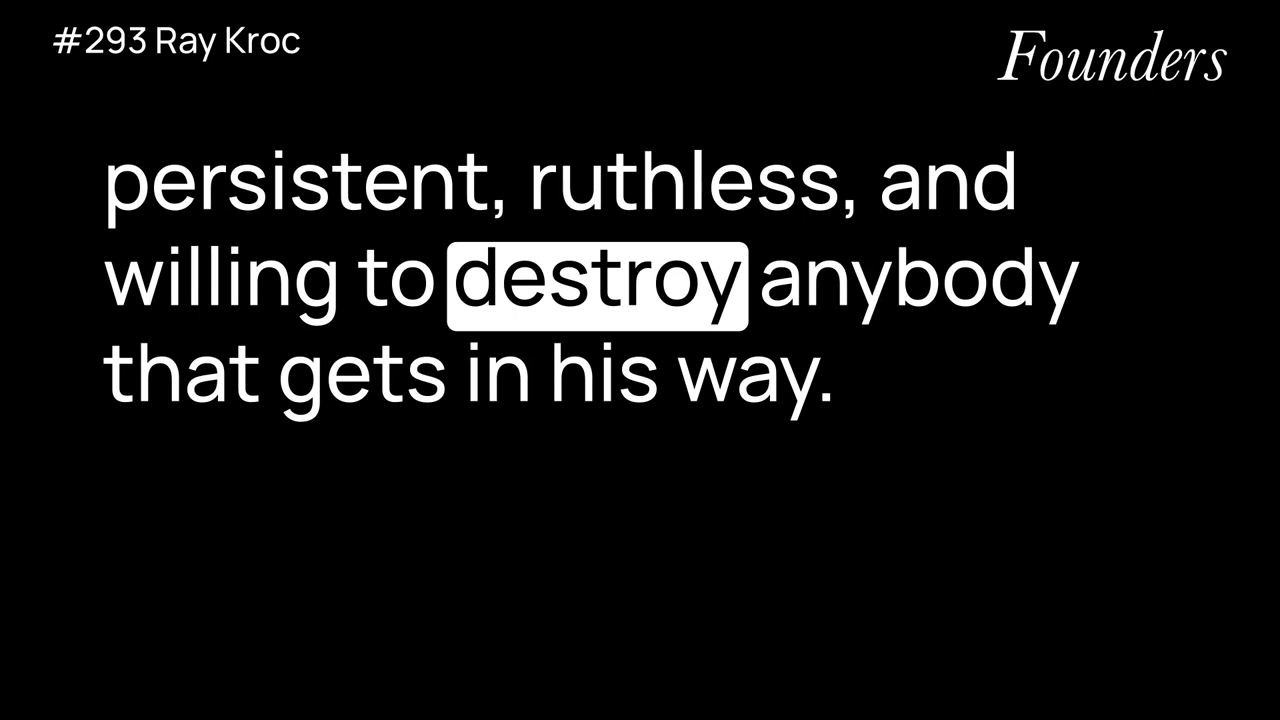 #293 Ray Kroc
Founders
persistent, ruthless, and
willing to destroy anybody
that gets in his way.